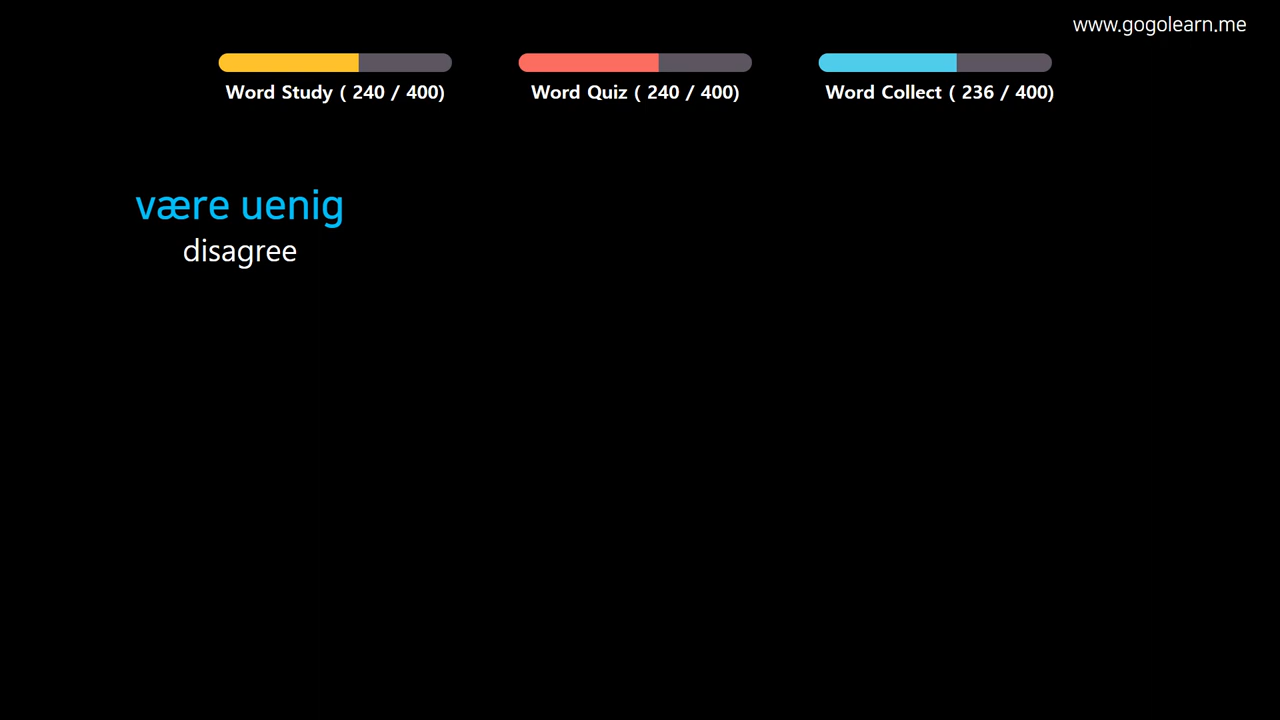 www.gogolearn.me
Word Study ( 240 / 400)
Word Quiz ( 240 / 400)
Word Collect ( 236 / 400)
være uenig
disagree